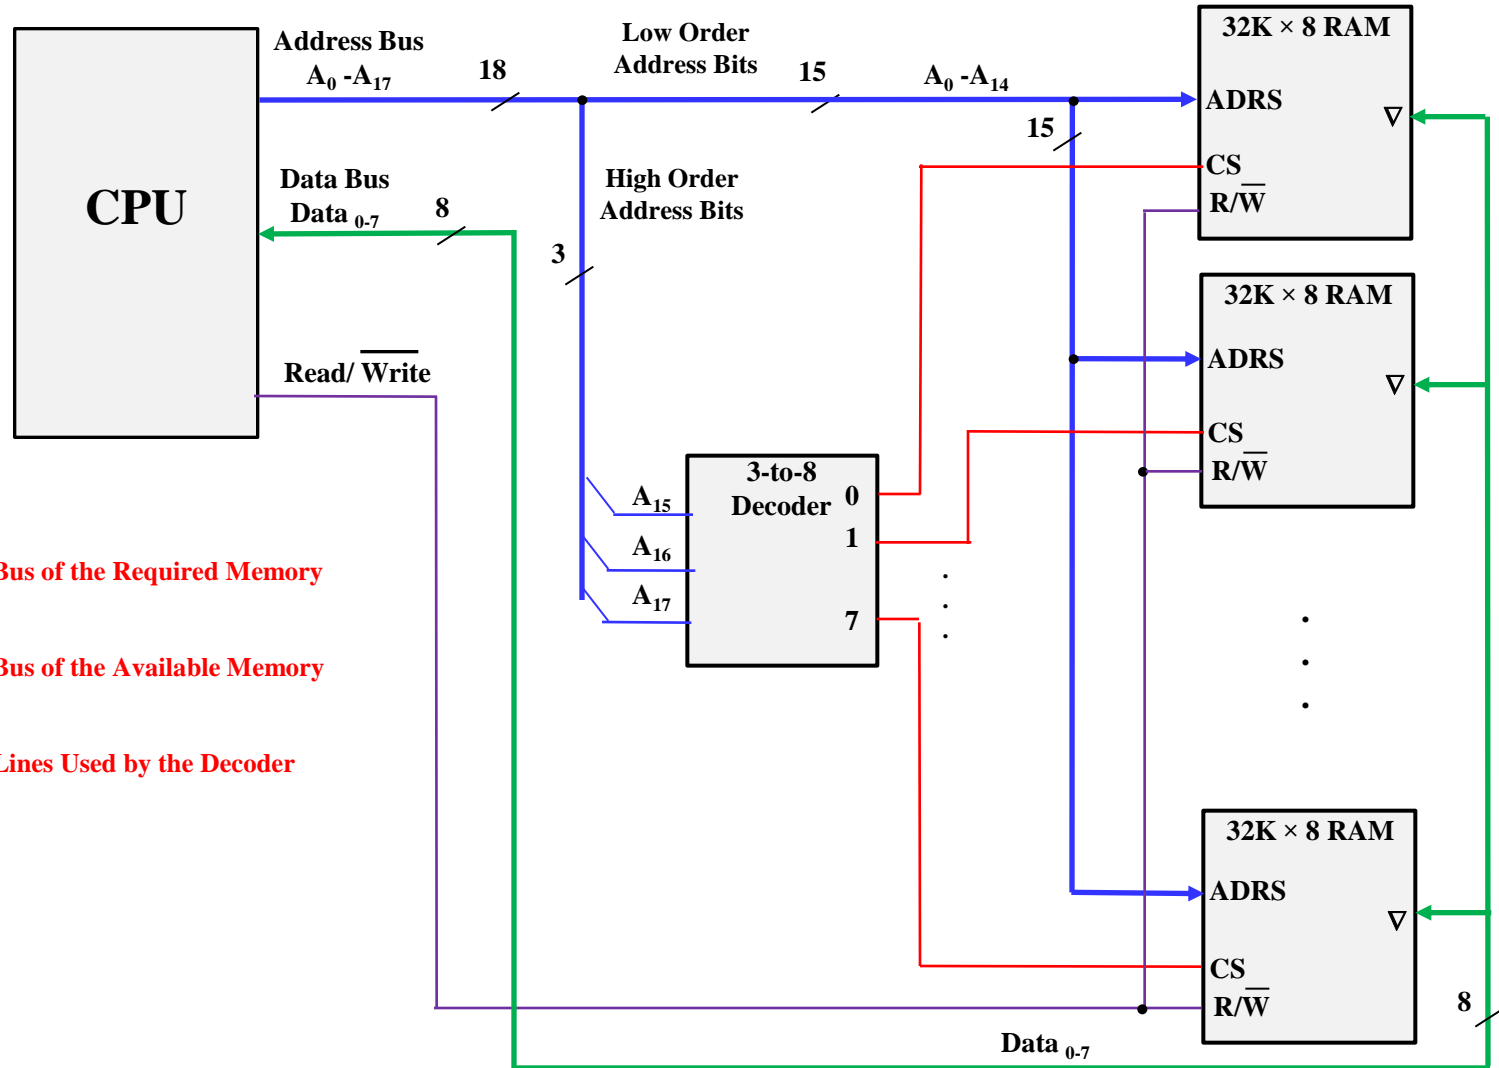 32K × 8 RAM
Address Bus
A₀ -A₁₇
18
Low Order
Address Bits
15
A₀ -A₁₄
15
ADRS
CS
R/W̅
CPU
Data Bus
Data ₀₋₇
8
High Order
Address Bits
3
Read/ W̅r̅i̅t̅e̅
32K × 8 RAM
ADRS
CS
R/W̅
3-to-8
Decoder
0
1
7
A₁₅
A₁₆
A₁₇
Bus of the Required Memory
Bus of the Available Memory
Lines Used by the Decoder
32K × 8 RAM
ADRS
CS
R/W̅
8
Data ₀₋₇